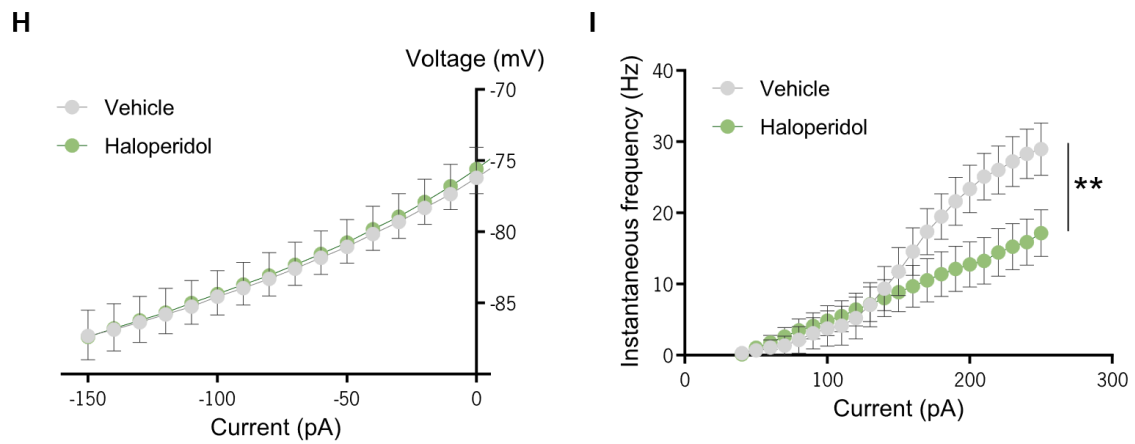 H
Voltage (mV)
-70
-75
-80
-85
Vehicle
Haloperidol
-150
-100
-50
0
Current (pA)
I
Instantaneous frequency (Hz)
40
30
20
10
0
Vehicle
Haloperidol
**
0
100
200
300
Current (pA)